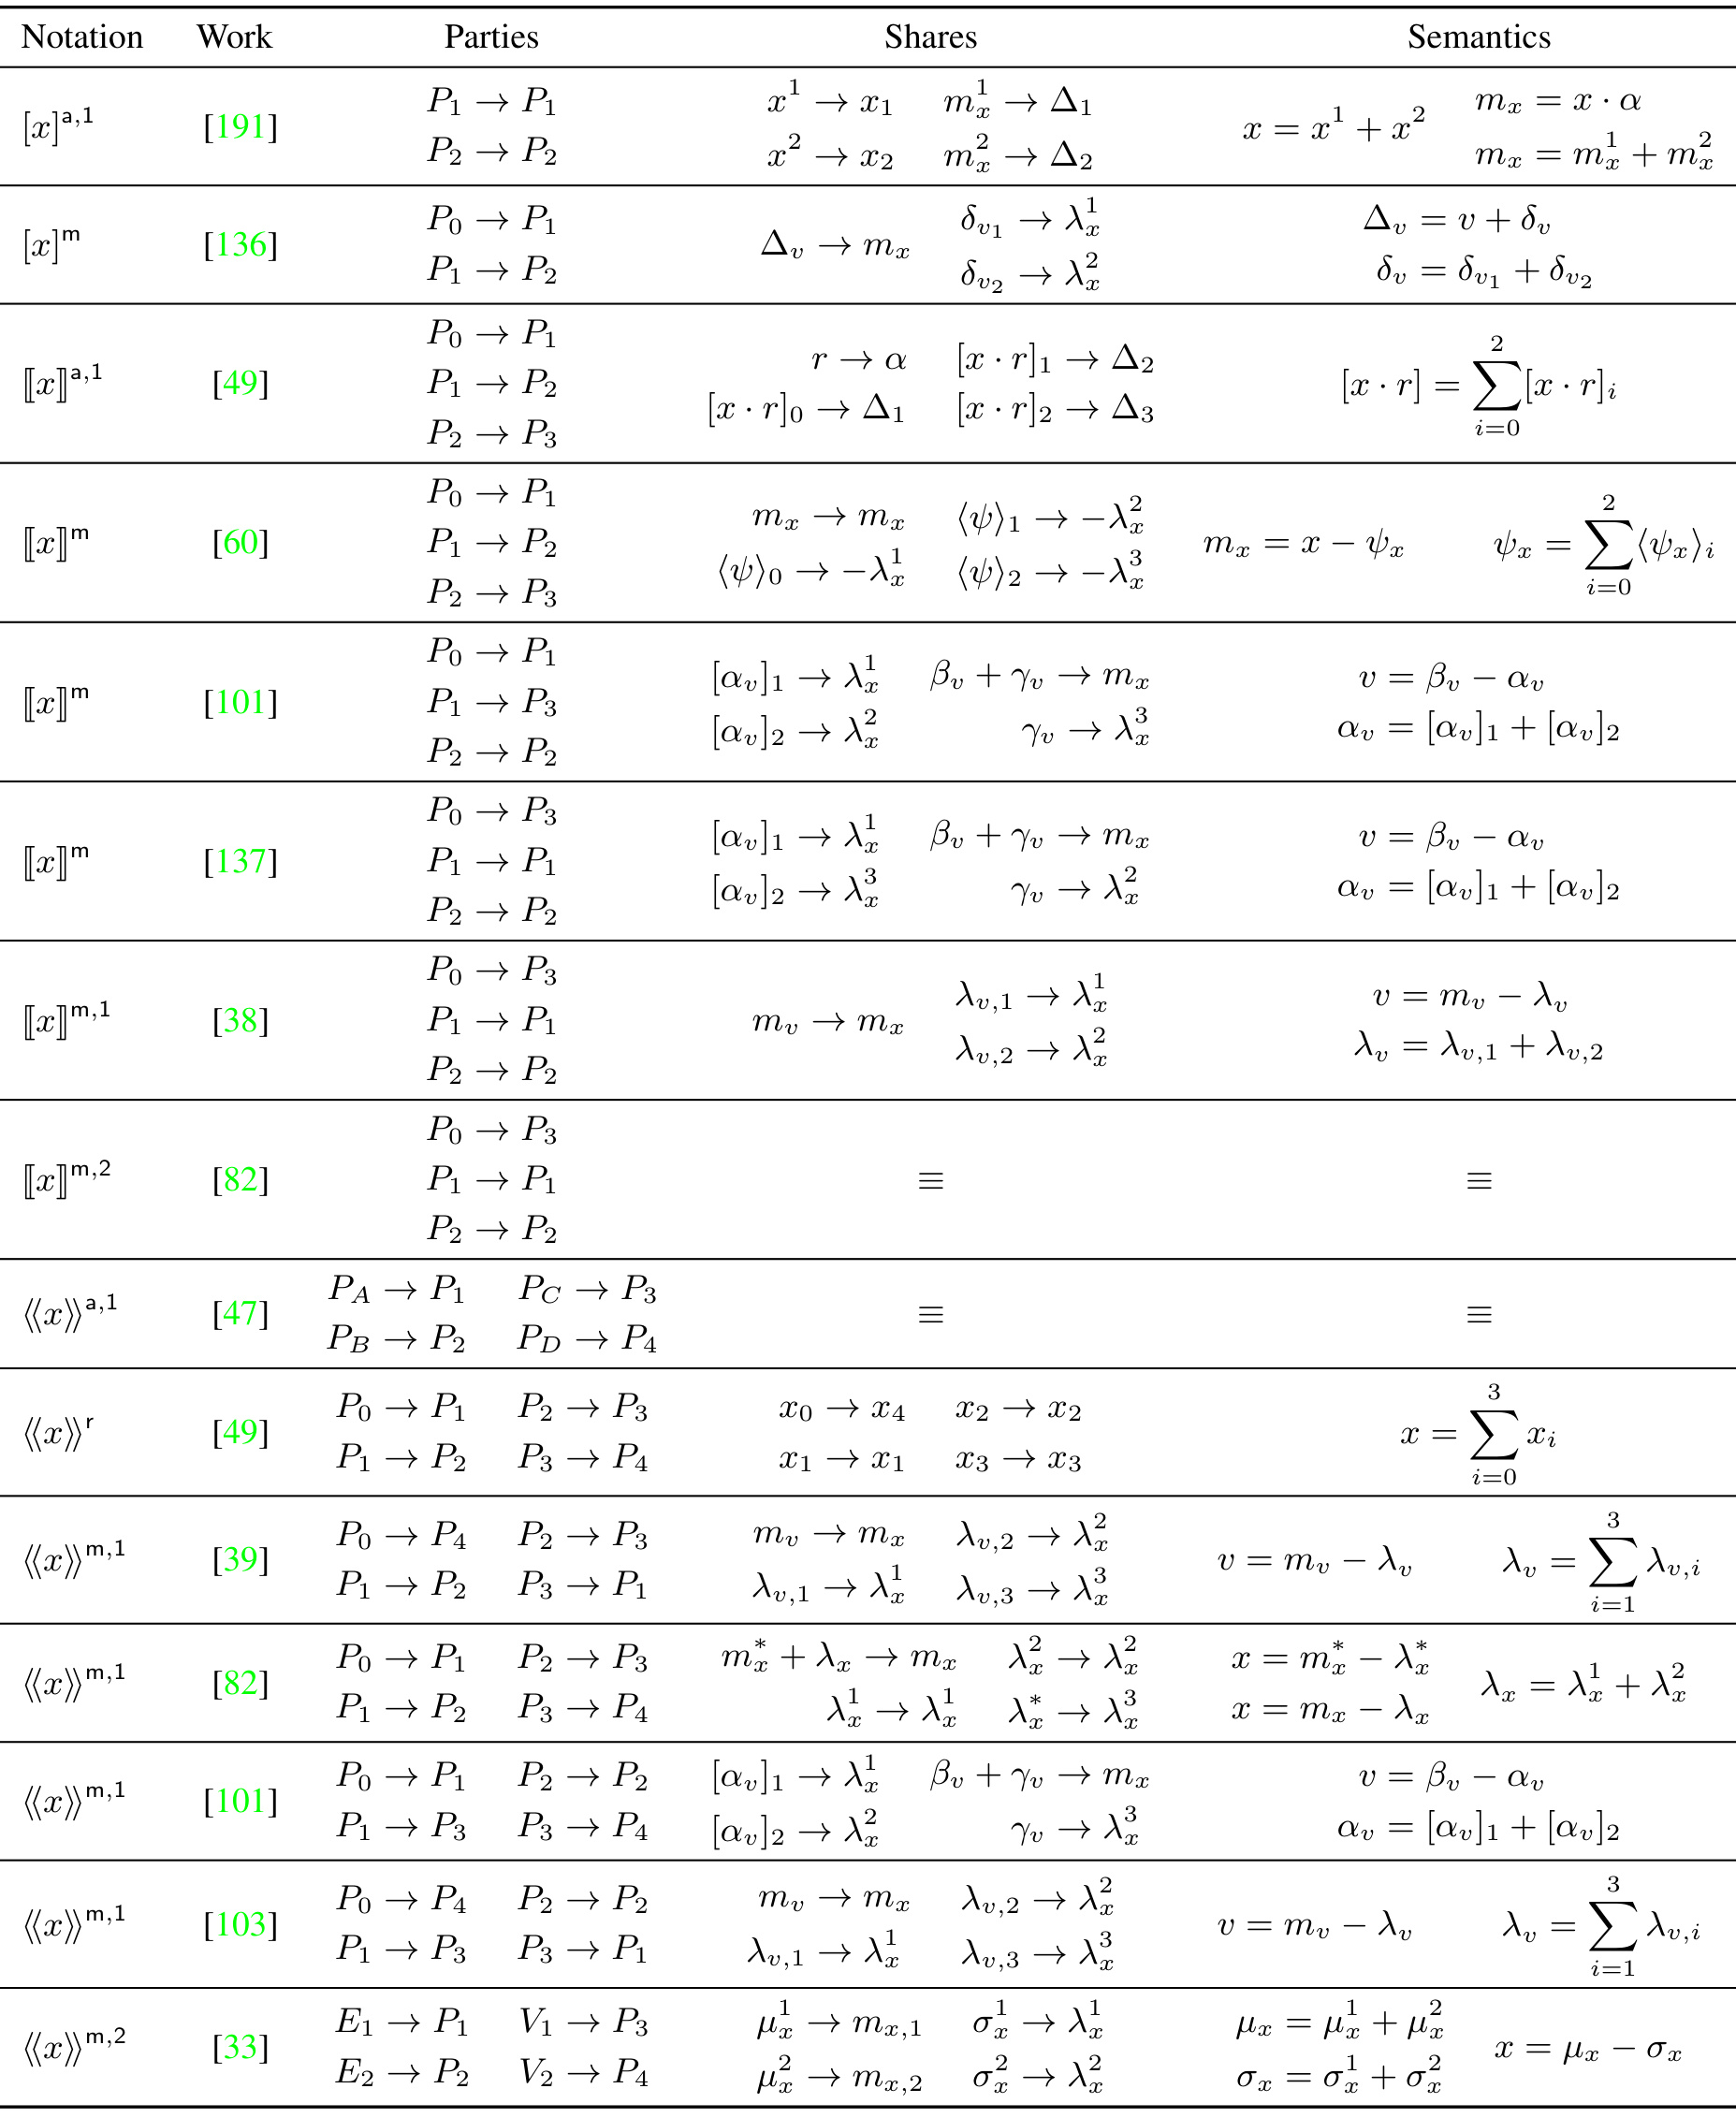 Notation Work Parties Shares Semantics
[x]^{a,1} [191] P_1 → P_1 P_2 → P_2 x^1 → x_1 m_x^1 → Δ_1 x^2 → x_2 m_x^2 → Δ_2 x = x^1 + x^2 m_x = x · α m_x = m_x^1 + m_x^2
[x]^m [136] P_0 → P_1 P_1 → P_2 Δ_v → m_x δ_{v_1} → λ_x^1 δ_{v_2} → λ_x^2 Δ_v = v + δ_v δ_v = δ_{v_1} + δ_{v_2}
⟦x⟧^{a,1} [49] P_0 → P_1 P_1 → P_2 P_2 → P_3 r → α [x · r]_1 → Δ_2 [x · r]_0 → Δ_1 [x · r]_2 → Δ_3 [x · r] = ∑_{i=0}^{2} [x · r]_i
⟦x⟧^m [60] P_0 → P_1 P_1 → P_2 P_2 → P_3 m_x → m_x ⟨ψ⟩_1 → −λ_x^2 ⟨ψ⟩_0 → −λ_x^1 ⟨ψ⟩_2 → −λ_x^3 m_x = x − ψ_x ψ_x = ∑_{i=0}^{2} ⟨ψ_x⟩_i
⟦x⟧^m [101] P_0 → P_1 P_1 → P_3 P_2 → P_2 [α_v]_1 → λ_x^1 β_v + γ_v → m_x [α_v]_2 → λ_x^2 γ_v → λ_x^3 v = β_v − α_v α_v = [α_v]_1 + [α_v]_2
⟦x⟧^m [137] P_0 → P_3 P_1 → P_1 P_2 → P_2 [α_v]_1 → λ_x^1 β_v + γ_v → m_x [α_v]_2 → λ_x^3 γ_v → λ_x^2 v = β_v − α_v α_v = [α_v]_1 + [α_v]_2
⟦x⟧^{m,1} [38] P_0 → P_3 P_1 → P_1 P_2 → P_2 m_v → m_x λ_{v,1} → λ_x^1 λ_{v,2} → λ_x^2 v = m_v − λ_v λ_v = λ_{v,1} + λ_{v,2}
⟦x⟧^{m,2} [82] P_0 → P_3 P_1 → P_1 P_2 → P_2 ≡ ≡
⟪x⟫^{a,1} [47] P_A → P_1 P_C → P_3 P_B → P_2 P_D → P_4 ≡ ≡
⟪x⟫^r [49] P_0 → P_1 P_2 → P_3 P_1 → P_2 P_3 → P_4 x_0 → x_4 x_2 → x_2 x_1 → x_1 x_3 → x_3 x = ∑_{i=0}^{3} x_i
⟪x⟫^{m,1} [39] P_0 → P_4 P_2 → P_3 P_1 → P_2 P_3 → P_1 m_v → m_x λ_{v,2} → λ_x^2 λ_{v,1} → λ_x^1 λ_{v,3} → λ_x^3 v = m_v − λ_v λ_v = ∑_{i=1}^{3} λ_{v,i}
⟪x⟫^{m,1} [82] P_0 → P_1 P_2 → P_3 P_1 → P_2 P_3 → P_4 m_x^* + λ_x → m_x λ_x^2 → λ_x^2 λ_x^1 → λ_x^1 λ_x^* → λ_x^3 x = m_x^* − λ_x^* x = m_x − λ_x λ_x = λ_x^1 + λ_x^2
⟪x⟫^{m,1} [101] P_0 → P_1 P_2 → P_2 P_1 → P_3 P_3 → P_4 [α_v]_1 → λ_x^1 β_v + γ_v → m_x [α_v]_2 → λ_x^2 γ_v → λ_x^3 v = β_v − α_v α_v = [α_v]_1 + [α_v]_2
⟪x⟫^{m,1} [103] P_0 → P_4 P_2 → P_2 P_1 → P_3 P_3 → P_1 m_v → m_x λ_{v,2} → λ_x^2 λ_{v,1} → λ_x^1 λ_{v,3} → λ_x^3 v = m_v − λ_v λ_v = ∑_{i=1}^{3} λ_{v,i}
⟪x⟫^{m,2} [33] E_1 → P_1 V_1 → P_3 E_2 → P_2 V_2 → P_4 μ_x^1 → m_{x,1} σ_x^1 → λ_x^1 μ_x^2 → m_{x,2} σ_x^2 → λ_x^2 μ_x = μ_x^1 + μ_x^2 σ_x = σ_x^1 + σ_x^2 x = μ_x − σ_x